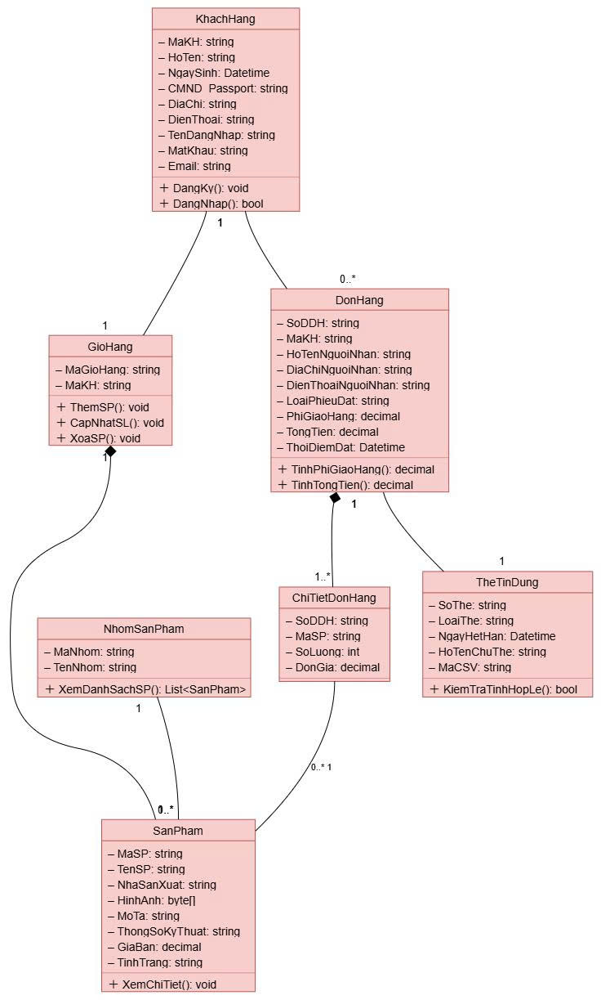 KhachHang
– MaKH: string
– HoTen: string
– NgaySinh: Datetime
– CMND_Passport: string
– DiaChi: string
– DienThoai: string
– TenDangNhap: string
– MatKhau: string
– Email: string
+ DangKy(): void
+ DangNhap(): bool
1
0..*
DonHang
– SoDDH: string
– MaKH: string
– HoTenNguoiNhan: string
– DiaChiNguoiNhan: string
– DienThoaiNguoiNhan: string
– LoaiPhieuDat: string
– PhiGiaoHang: decimal
– TongTien: decimal
– ThoiDiemDat: Datetime
+ TinhPhiGiaoHang(): decimal
+ TinhTongTien(): decimal
1
1
GioHang
– MaGioHang: string
– MaKH: string
+ ThemSP(): void
+ CapNhatSL(): void
+ XoaSP(): void
1
1..*
ChiTietDonHang
– SoDDH: string
– MaSP: string
– SoLuong: int
– DonGia: decimal
1
TheTinDung
– SoThe: string
– LoaiThe: string
– NgayHetHan: Datetime
– HoTenChuThe: string
– MaCSV: string
+ KiemTraTinhHopLe(): bool
NhomSanPham
– MaNhom: string
– TenNhom: string
+ XemDanhSachSP(): List<SanPham>
1
0..* 1
..*
SanPham
– MaSP: string
– TenSP: string
– NhaSanXuat: string
– HinhAnh: byte[]
– MoTa: string
– ThongSoKyThuat: string
– GiaBan: decimal
– TinhTrang: string
+ XemChiTiet(): void